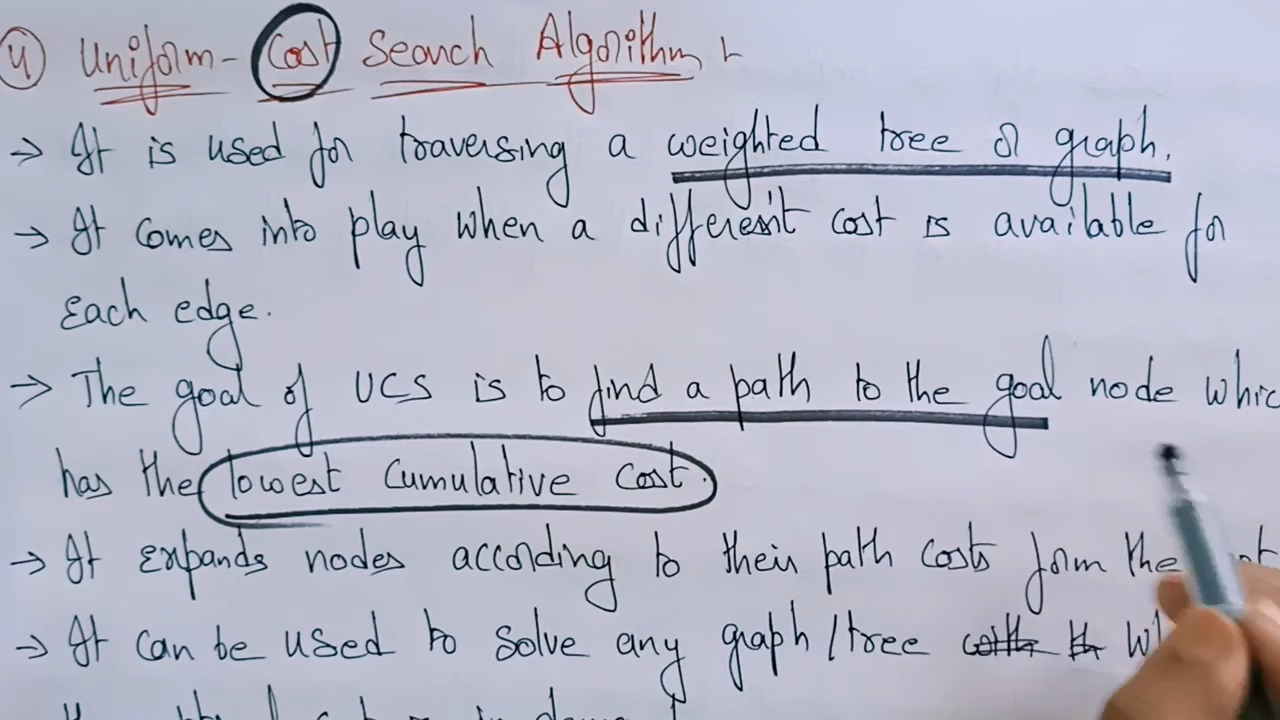 4) Uniform-Cost Search Algorithm
→ It is used for traversing a weighted tree or graph.
→ It comes into play when a different cost is available for
each edge.
→ The goal of UCS is to find a path to the goal node whic
has the lowest cumulative cost.
→ It expands nodes according to their path costs form the
→ It can be used to solve any graph/tree